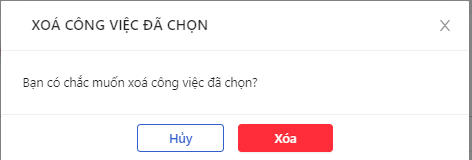 XOÁ CÔNG VIỆC ĐÃ CHỌN
Bạn có chắc muốn xoá công việc đã chọn?
Hủy
Xóa